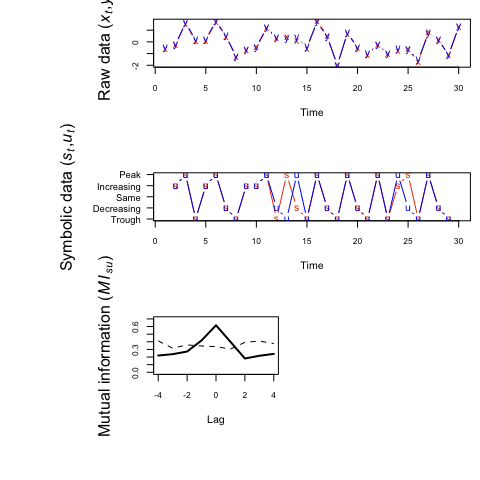 Raw data (x_t,y
0
-2
0 5 10 15 20 25 30
Time
Symbolic data (s_t,u_t)
Peak
Increasing
Same
Decreasing
Trough
0 5 10 15 20 25 30
Time
Mutual information (MI_su)
0.6
0.3
0.0
-4 -2 0 2 4
Lag